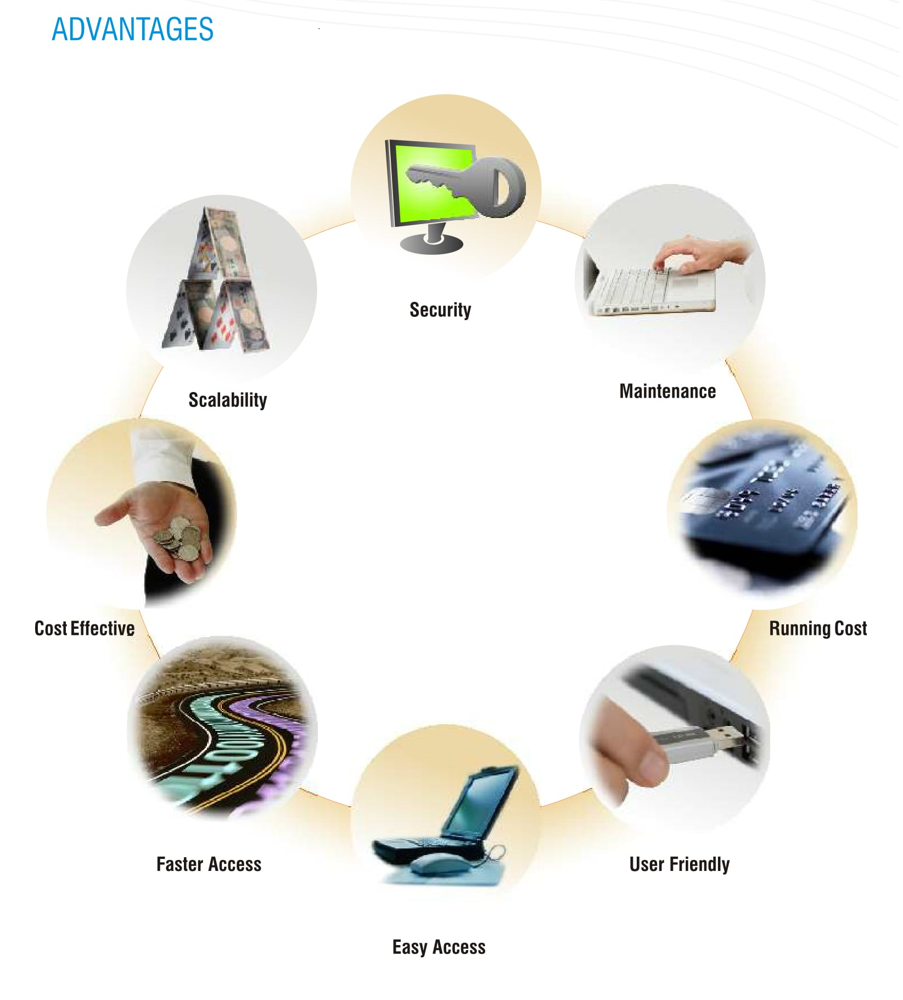 ADVANTAGES
Security
Maintenance
Scalability
Cost Effective
Running Cost
Faster Access
User Friendly
Easy Access